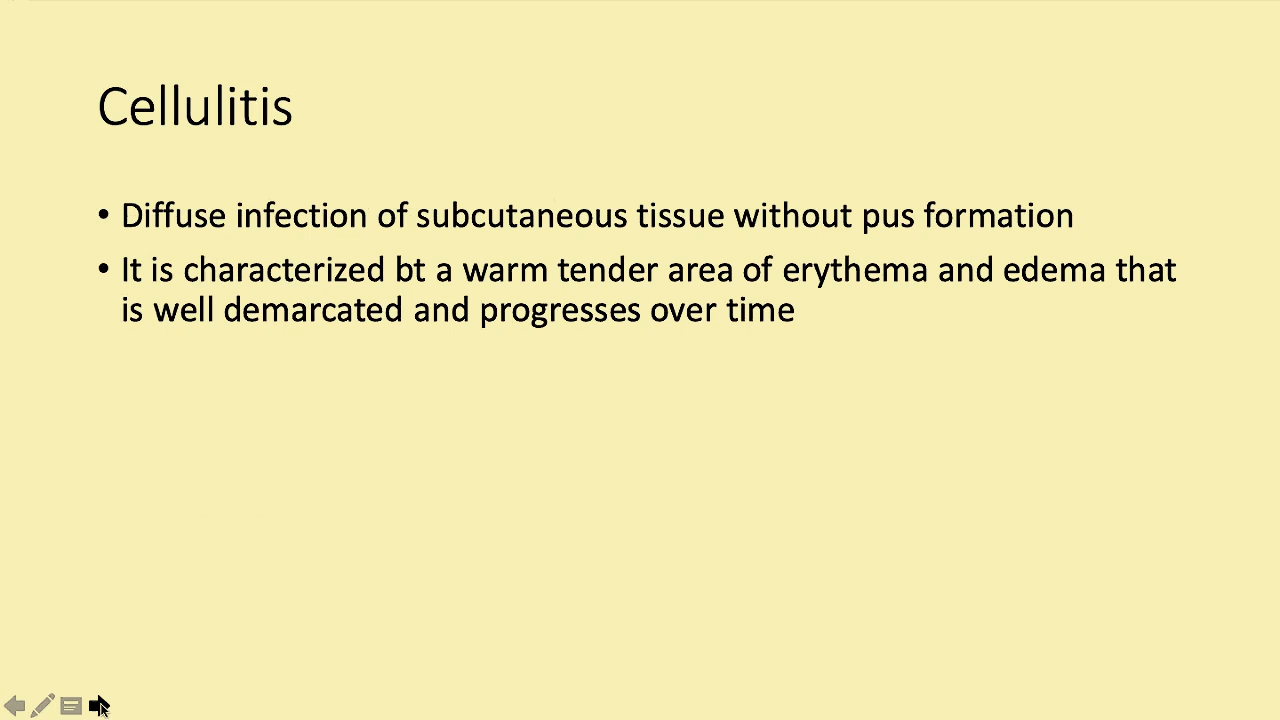 Cellulitis
• Diffuse infection of subcutaneous tissue without pus formation
• It is characterized bt a warm tender area of erythema and edema that
is well demarcated and progresses over time